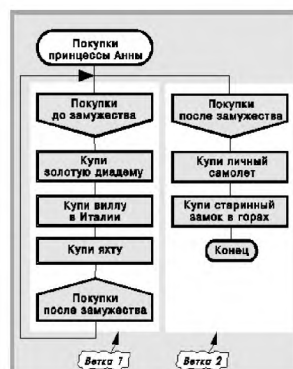 Покупки
принцессы Анны
Покупки
до замужества
Купи
золотую диадему
Купи виллу
в Италии
Купи яхту
Покупки
после замужества
Ветка 1
Покупки
после замужества
Купи личный
самолет
Купи старинный
замок в горах
Конец
Ветка 2